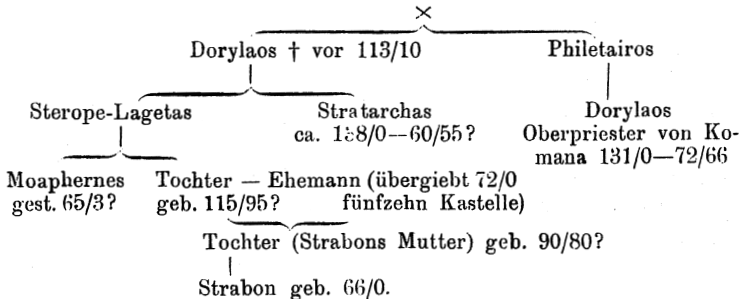 ×
Dorylaos † vor 113/10 Philetairos
Sterope-Lagetas Stratarchas Dorylaos
ca. 138/0—60/55? Oberpriester von Ko-
mana 131/0—72/66
Moaphernes Tochter — Ehemann (übergiebt 72/0
gest. 65/3? geb. 115/95? fünfzehn Kastelle)
Tochter (Strabons Mutter) geb. 90/80?
Strabon geb. 66/0.